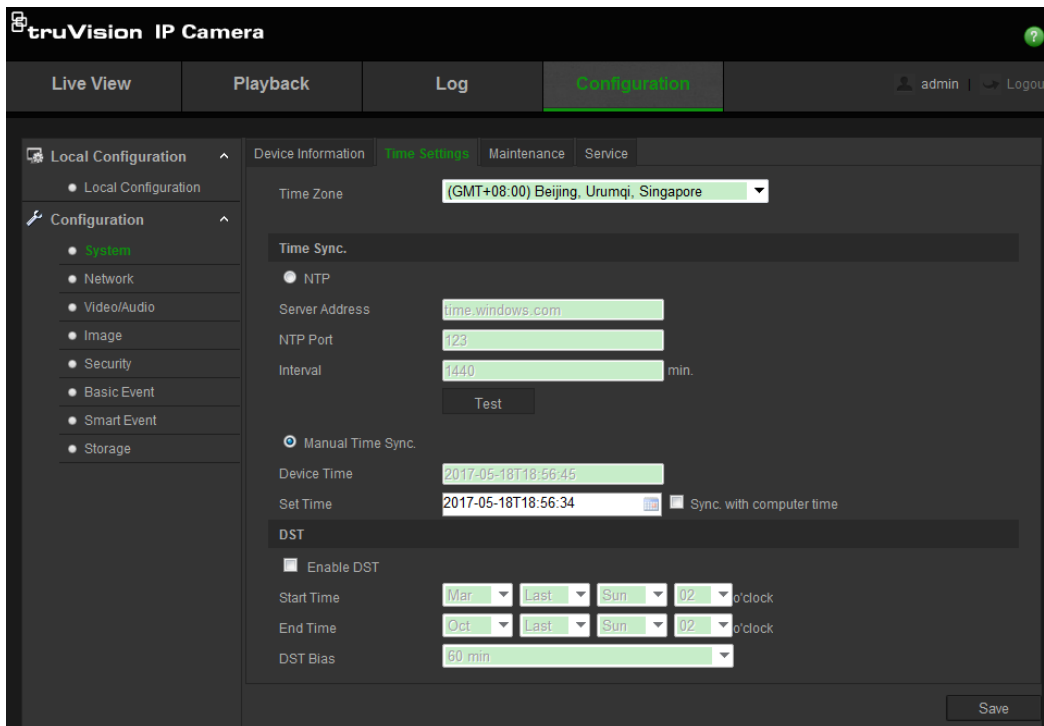 truVision IP Camera
?
Live View Playback Log Configuration admin | Logou
Local Configuration
Local Configuration
Configuration
System
Network
Video/Audio
Image
Security
Basic Event
Smart Event
Storage
Device Information Time Settings Maintenance Service
Time Zone (GMT+08:00) Beijing, Urumqi, Singapore
Time Sync.
NTP
Server Address time.windows.com
NTP Port 123
Interval 1440 min.
Test
Manual Time Sync.
Device Time 2017-05-18T18:56:45
Set Time 2017-05-18T18:56:34 Sync. with computer time
DST
Enable DST
Start Time Mar Last Sun 02 o'clock
End Time Oct Last Sun 02 o'clock
DST Bias 60 min
Save